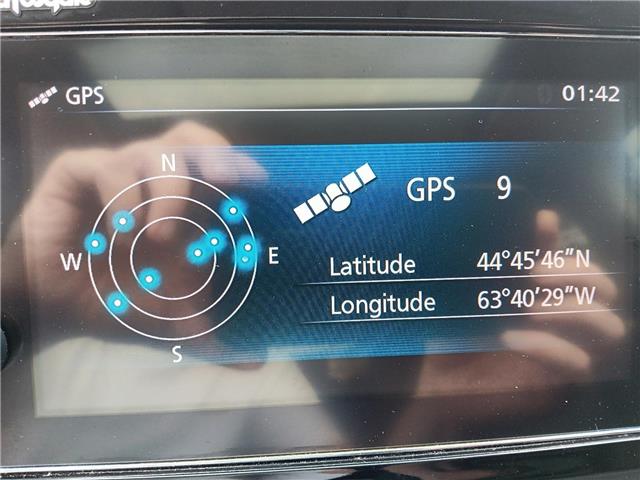 GPS 01:42
N
W E
S
GPS 9
Latitude 44°45'46"N
Longitude 63°40'29"W